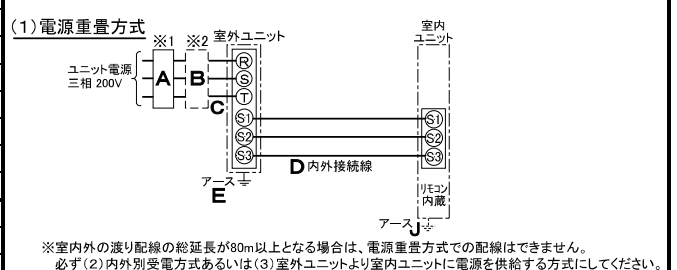 (1)電源重畳方式
※1 ※2 室外ユニット
室内
ユニット
ユニット電源
三相 200V
A
B
C
R
S
T
S1
S2
S3
S1
S2
S3
D 内外接続線
アース
E
リモコン
内蔵
アース J
※室内外の渡り配線の総延長が80m以上となる場合は、電源重畳方式での配線はできません。
必ず(2)内外別受電方式あるいは(3)室外ユニットより室内ユニットに電源を供給する方式にしてください。